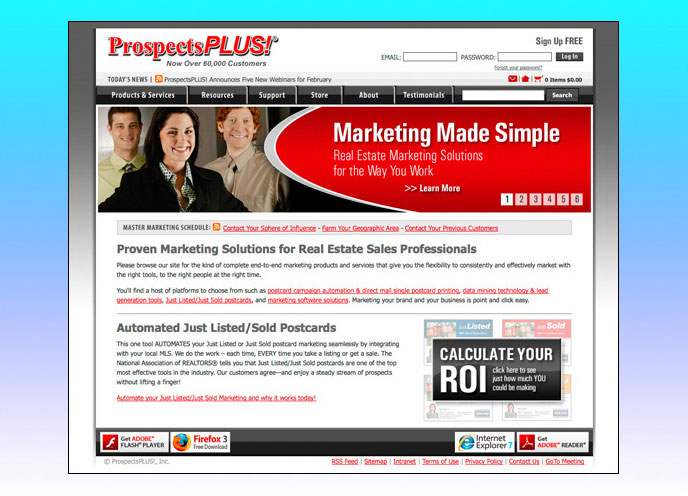 ProspectsPLUS!®
Now Over 60,000 Customers
Sign Up FREE
EMAIL: PASSWORD: Log In
Forgot your password?
TODAY'S NEWS | ProspectsPLUS! Announces Five New Webinars for February
0 Items $0.00
Products & Services Resources Support Store About Testimonials Search
Marketing Made Simple
Real Estate Marketing Solutions
for the Way You Work
>> Learn More
1 2 3 4 5 6
MASTER MARKETING SCHEDULE: Contact Your Sphere of Influence - Farm Your Geographic Area - Contact Your Previous Customers
Proven Marketing Solutions for Real Estate Sales Professionals
Please browse our site for the kind of complete end-to-end marketing products and services that give you the flexibility to consistently and effectively market with
the right tools, to the right people at the right time.
You'll find a host of platforms to choose from such as postcard campaign automation & direct mail single postcard printing, data mining technology & lead
generation tools, Just Listed/Just Sold postcards, and marketing software solutions. Marketing your brand and your business is point and click easy.
Automated Just Listed/Sold Postcards
This one tool AUTOMATES your Just Listed or Just Sold postcard marketing seamlessly by integrating
with your local MLS. We do the work – each time, EVERY time you take a listing or get a sale. The
National Association of REALTORS® tells you that Just Listed/Just Sold postcards are one of the top
most effective tools in the industry. Our customers agree—and enjoy a steady stream of prospects
without lifting a finger!
Automate your Just Listed/Just Sold Marketing and why it works today!
JustListed JustSold
CALCULATE YOUR
ROI click here to see
just how much YOU
could be making
Get ADOBE®
FLASH® PLAYER
Firefox 3
Free Download
Internet
Explorer 7
Get
ADOBE® READER®
© ProspectsPLUS!, Inc.
RSS Feed | Sitemap | Intranet | Terms of Use | Privacy Policy | Contact Us | GoTo Meeting